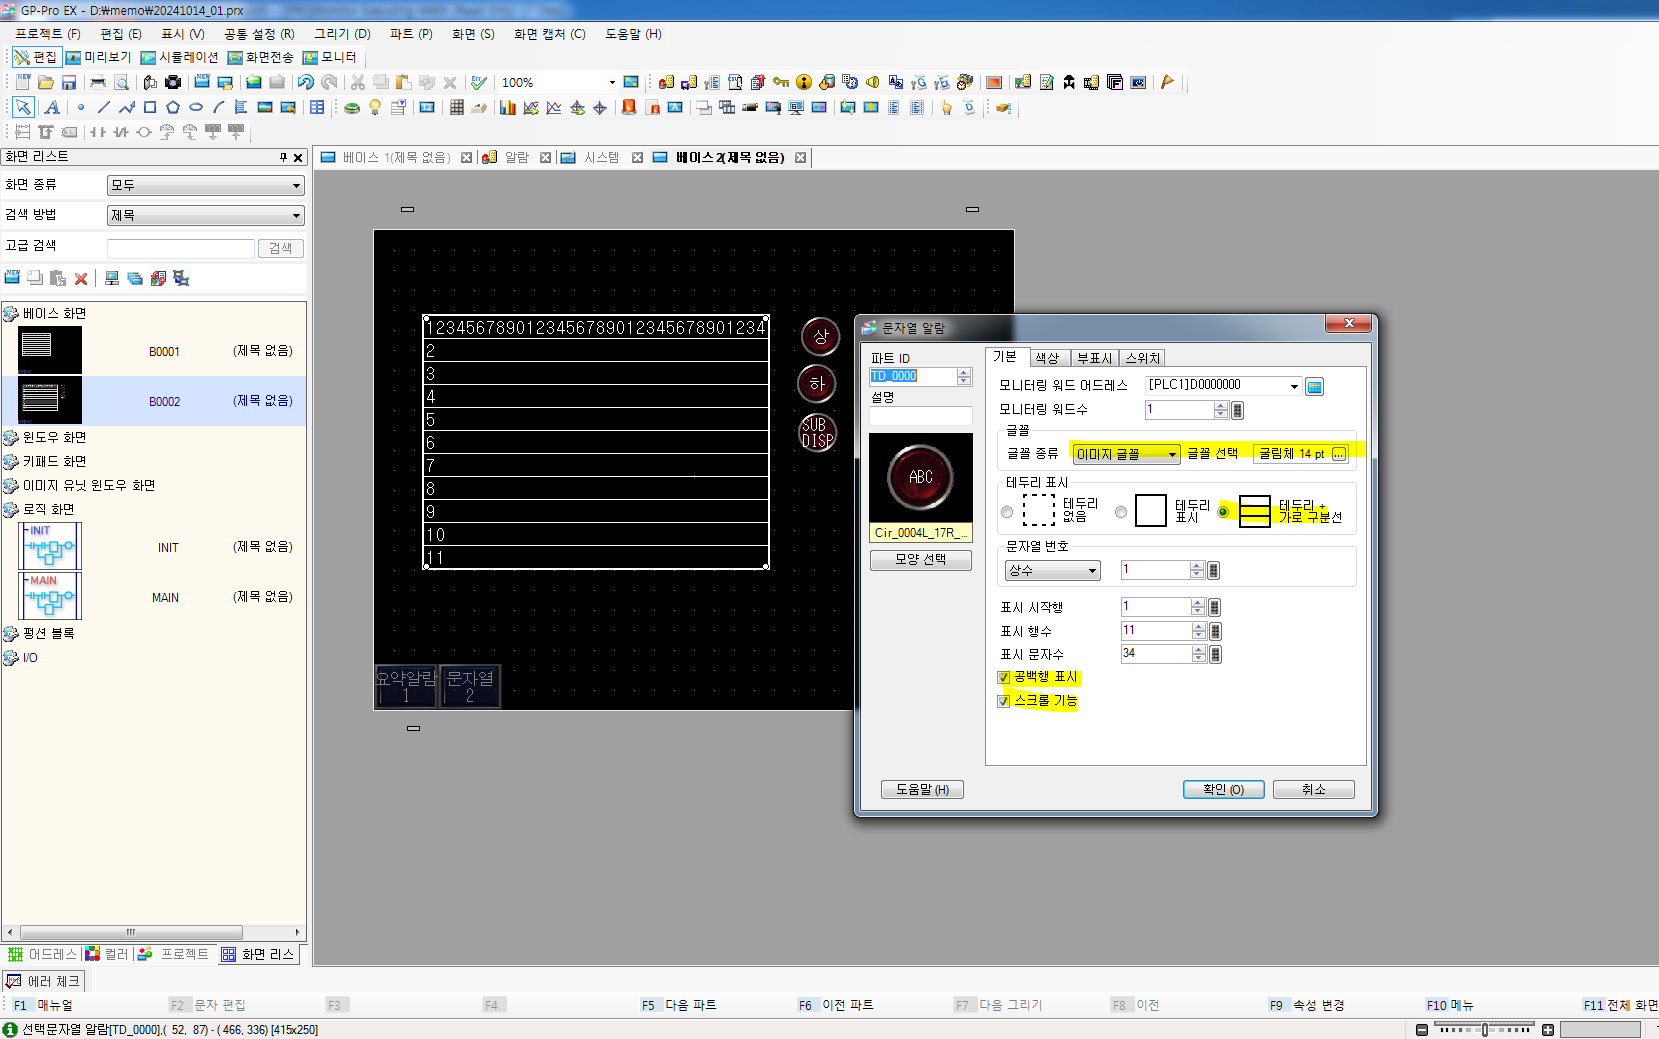 GP-Pro EX - D:₩memo₩20241014_01.prx
프로젝트 (F) 편집 (E) 표시 (V) 공통 설정 (R) 그리기 (D) 파트 (P) 화면 (S) 화면 캡처 (C) 도움말 (H)
편집 미리보기 시뮬레이션 화면전송 모니터
100%
화면 리스트
베이스 1(제목 없음) 알람 시스템 베이스 2(제목 없음)
화면 종류 모두
검색 방법 제목
고급 검색 검색
베이스 화면
B0001 (제목 없음)
B0002 (제목 없음)
윈도우 화면
키패드 화면
이미지 유닛 윈도우 화면
로직 화면
INIT
INIT (제목 없음)
MAIN
MAIN (제목 없음)
펑션 블록
I/O
1234567890123456789012345678901234
2
3
4
5
6
7
8
9
10
11
상
하
SUB
DISP
요약알람
1
문자열
2
문자열 알람
파트 ID
TD_0000
설명
ABC
Cir_0004L_17R_...
모양 선택
기본 색상 부표시 스위치
모니터링 워드 어드레스 [PLC1]D0000000
모니터링 워드수 1
글꼴
글꼴 종류 이미지 글꼴 글꼴 선택 굴림체 14 pt ...
테두리 표시
테두리
없음
테두리
표시
테두리 +
가로 구분선
문자열 번호
상수 1
표시 시작행 1
표시 행수 11
표시 문자수 34
공백행 표시
스크롤 기능
도움말 (H) 확인 (O) 취소
어드레스 컬러 프로젝트 화면 리스
에러 체크
F1 매뉴얼 F2 문자 편집 F3 F4 F5 다음 파트 F6 이전 파트 F7 다음 그리기 F8 이전 F9 속성 변경 F10 메뉴 F11 전체 화면
선택문자열 알람[TD_0000],( 52, 87) - ( 466, 336) [415x250]